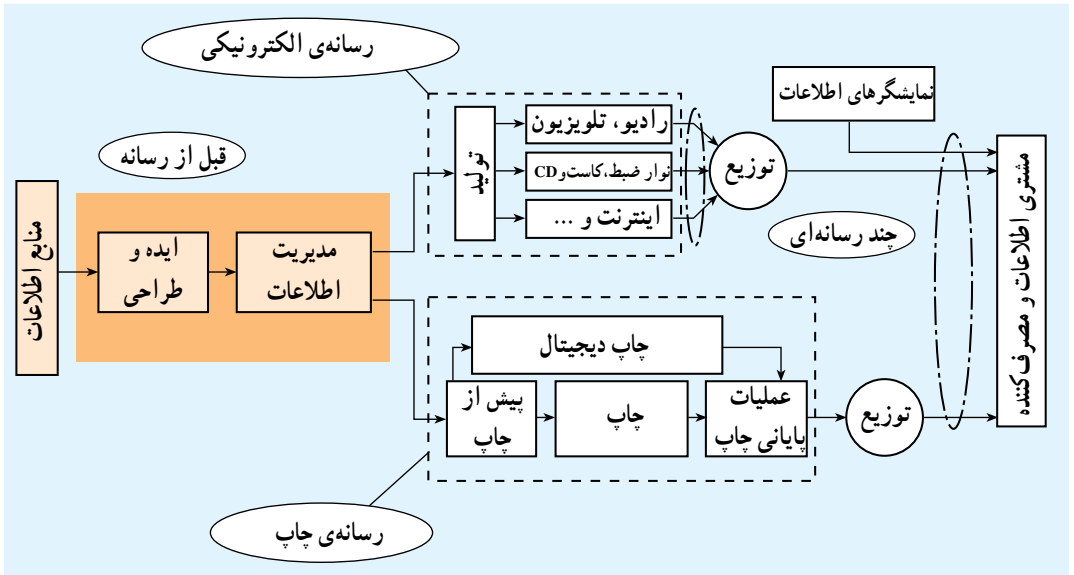 رسانه‌ی الکترونیکی
نمایشگرهای اطلاعات
رادیو، تلویزیون
تولید
نوار ضبط،کاست‌وCD
توزیع
اینترنت و ...
چند رسانه‌ای
قبل از رسانه
منابع اطلاعات
ایده و
طراحی
مدیریت
اطلاعات
مشتری اطلاعات و مصرف‌کننده
چاپ دیجیتال
پیش از
چاپ
چاپ
عملیات
پایانی چاپ
توزیع
رسانه‌ی چاپ